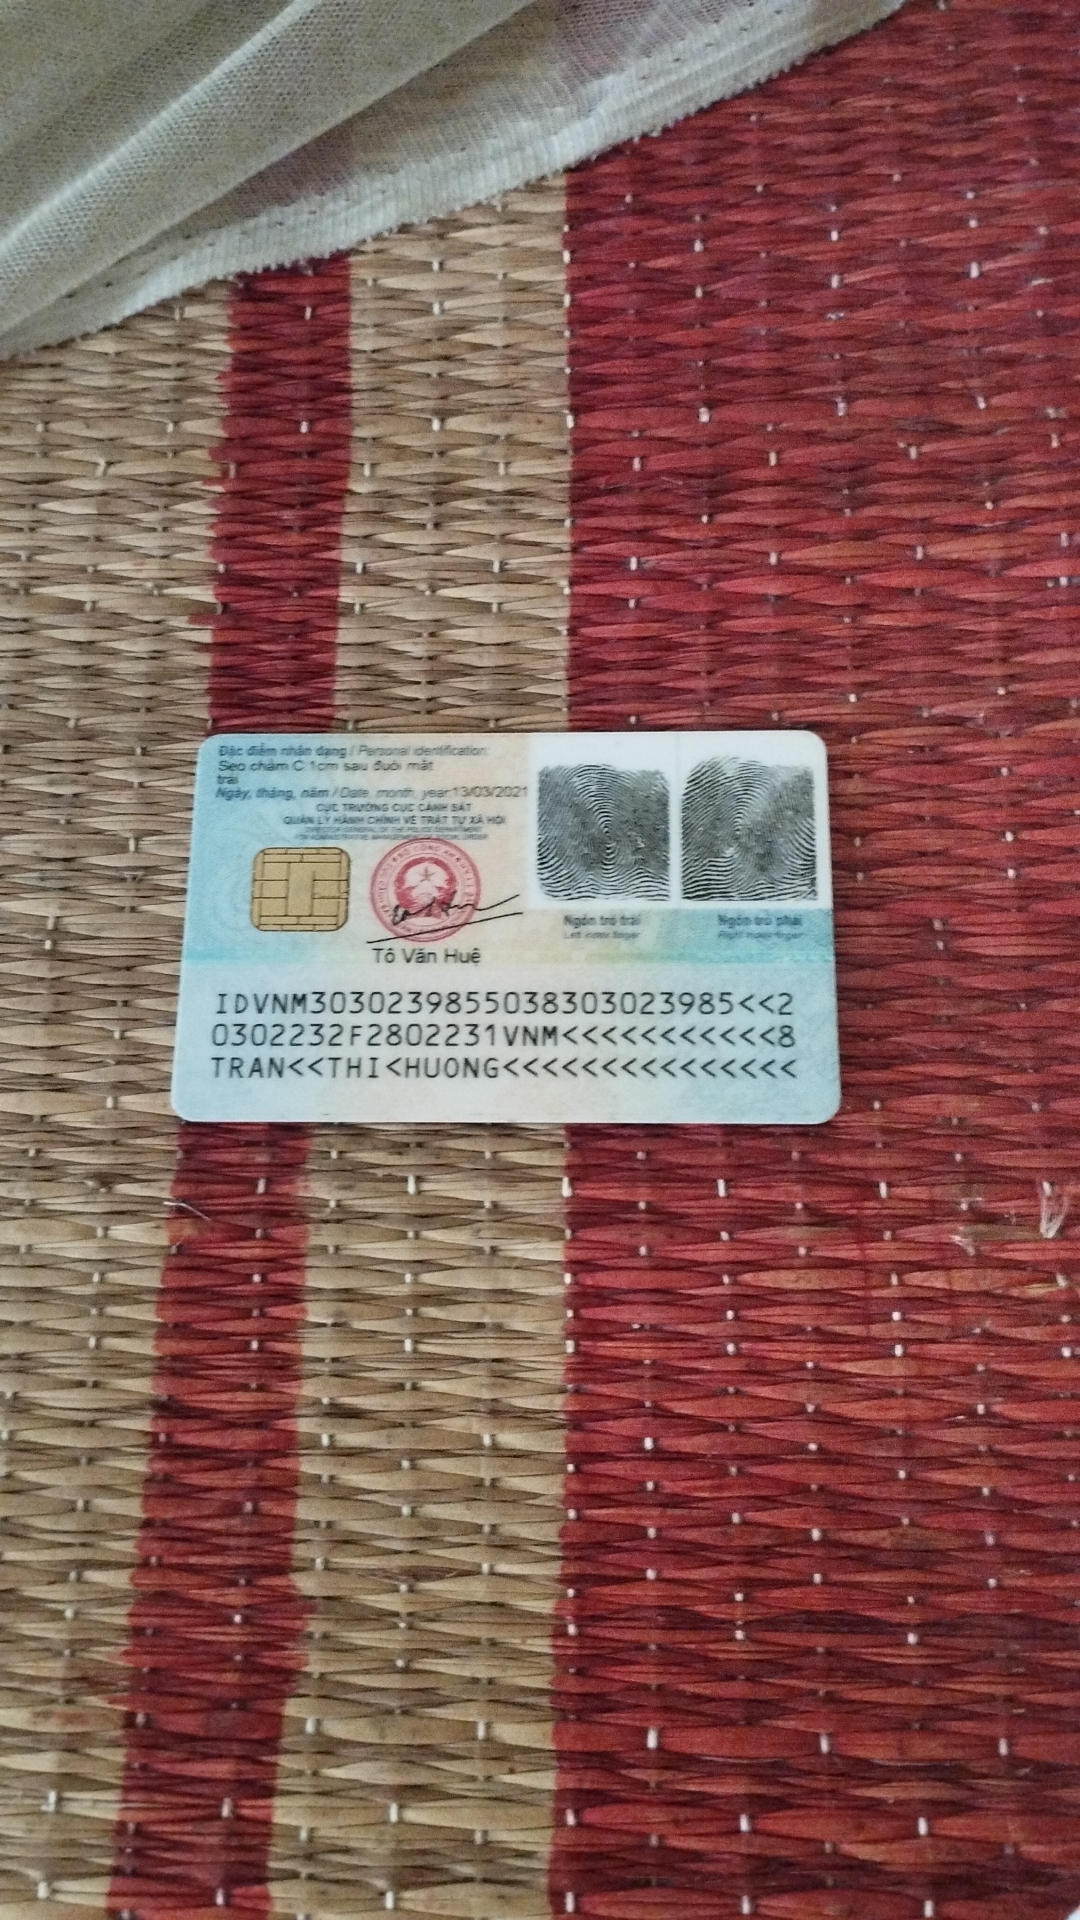 Đặc điểm nhân dạng / Personal identification:
Sẹo chấm C 1cm sau đuôi mắt
trái
Ngày, tháng, năm / Date, month, year 13/03/2021
CỤC TRƯỞNG CỤC CẢNH SÁT
QUẢN LÝ HÀNH CHÍNH VỀ TRẬT TỰ XÃ HỘI
Tô Văn Huệ
Ngón trỏ trái
Left index finger
Ngón trỏ phải
Right index finger
IDVNM3030239855038303023985<<2
0302232F2802231VNM<<<<<<<<<<<8
TRAN<<THI<HUONG<<<<<<<<<<<<<<<